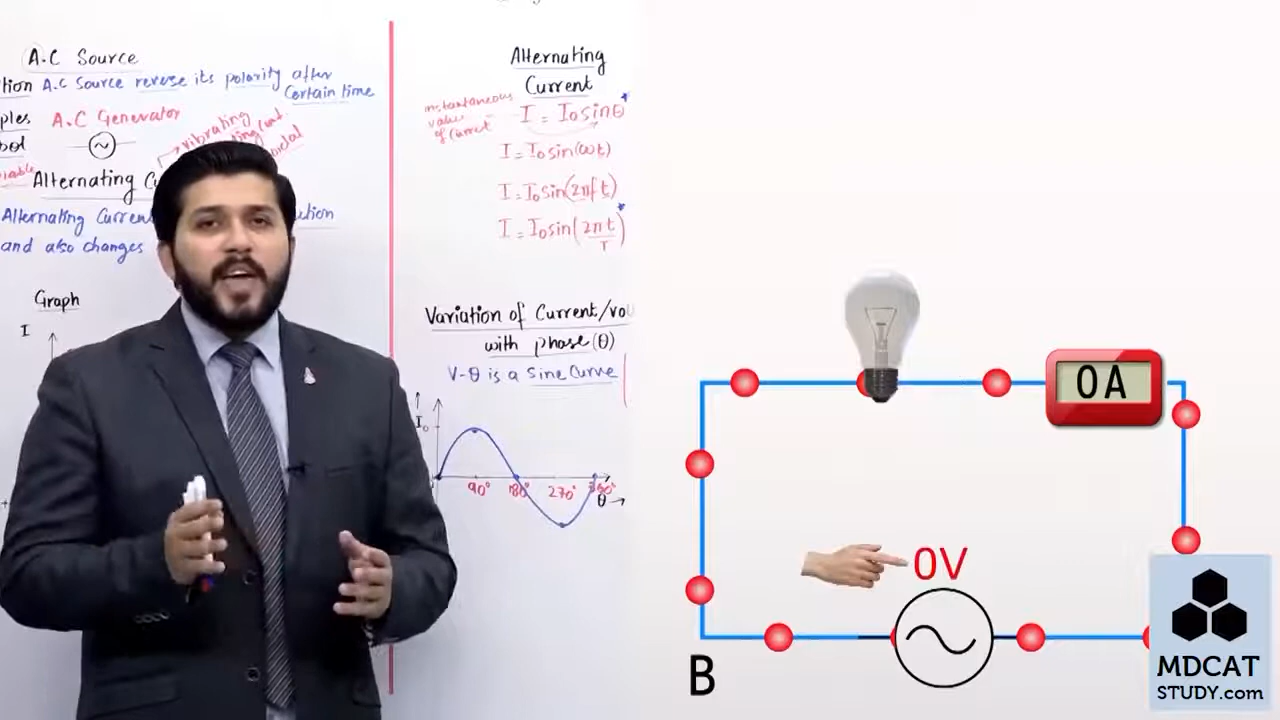 A.C Source
tion A.C Source reverse its polarity after
Certain time
ples A.C Generator
bol
vibrating
Alternating
Alternating Current
and also changes
Graph
I
Alternating
Current
instantaneous
value
of current
I = I₀sinθ
I = I₀sin(ωt)
I = I₀sin(2πft)
I = I₀sin(2πt/T)
Variation of Current/vol
with phase(θ)
V-θ is a Sine Curve
I₀
90° 180° 270° 360°
θ →
0A
0V
B
MDCAT
STUDY.com